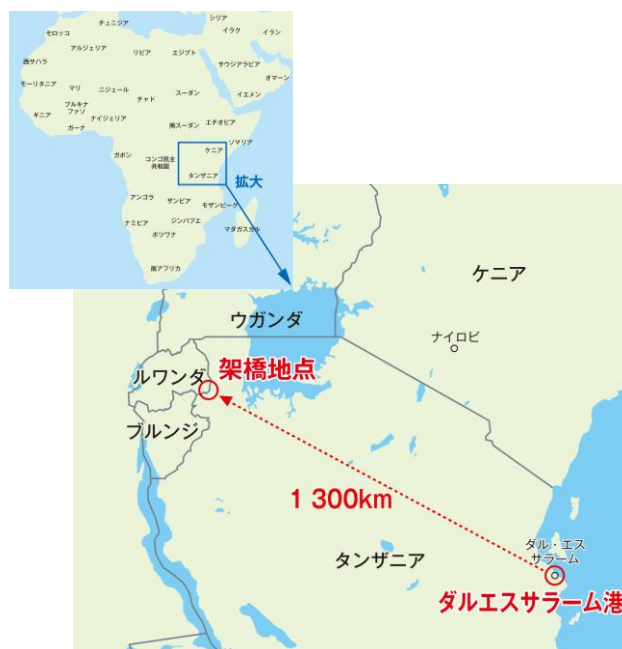 シリア
チュニジア
イラク
イラン
モロッコ
アルジェリア
リビア
エジプト
西サハラ
サウジアラビア
オマーン
モーリタニア
マリ
ニジェール
チャド
スーダン
イエメン
ブルキナ
ファソ
ギニア
ガーナ
ナイジェリア
南スーダン
エチオピア
ソマリア
ケニア
ガボン
コンゴ民主
共和国
タンザニア
拡大
アンゴラ
ザンビア
モザンビーク
ナミビア
ジンバブエ
ボツワナ
マダガスカル
南アフリカ
ケニア
ウガンダ
ナイロビ
ルワンダ
架橋地点
ブルンジ
1 300km
ダル・エス
サラーム
タンザニア
ダルエスサラーム港